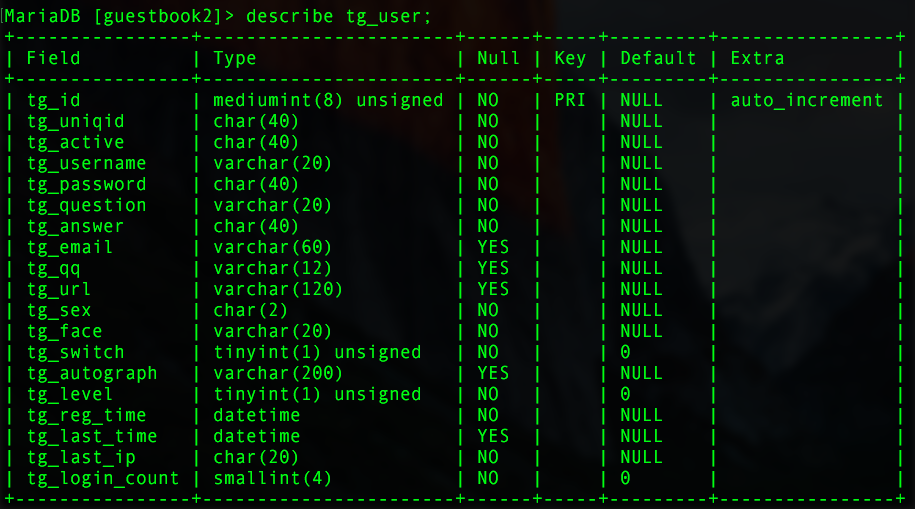 MariaDB [guestbook2]> describe tg_user;
+----------------+-----------------------+------+-----+---------+----------------+
| Field          | Type                  | Null | Key | Default | Extra          |
+----------------+-----------------------+------+-----+---------+----------------+
| tg_id          | mediumint(8) unsigned | NO   | PRI | NULL    | auto_increment |
| tg_uniqid      | char(40)              | NO   |     | NULL    |                |
| tg_active      | char(40)              | NO   |     | NULL    |                |
| tg_username    | varchar(20)           | NO   |     | NULL    |                |
| tg_password    | char(40)              | NO   |     | NULL    |                |
| tg_question    | varchar(20)           | NO   |     | NULL    |                |
| tg_answer      | char(40)              | NO   |     | NULL    |                |
| tg_email       | varchar(60)           | YES  |     | NULL    |                |
| tg_qq          | varchar(12)           | YES  |     | NULL    |                |
| tg_url         | varchar(120)          | YES  |     | NULL    |                |
| tg_sex         | char(2)               | NO   |     | NULL    |                |
| tg_face        | varchar(20)           | NO   |     | NULL    |                |
| tg_switch      | tinyint(1) unsigned   | NO   |     | 0       |                |
| tg_autograph   | varchar(200)          | YES  |     | NULL    |                |
| tg_level       | tinyint(1) unsigned   | NO   |     | 0       |                |
| tg_reg_time    | datetime              | NO   |     | NULL    |                |
| tg_last_time   | datetime              | YES  |     | NULL    |                |
| tg_last_ip     | char(20)              | NO   |     | NULL    |                |
| tg_login_count | smallint(4)           | NO   |     | 0       |                |
+----------------+-----------------------+------+-----+---------+----------------+